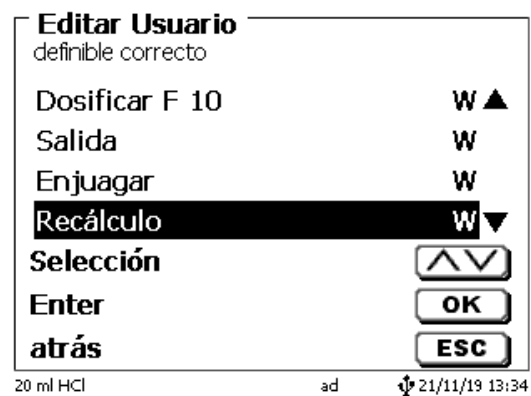 Editar Usuario
definible correcto
Dosificar F 10 W
Salida W
Enjuagar W
Recálculo W
Selección
Enter OK
atrás ESC
20 ml HCl ad 21/11/19 13:34